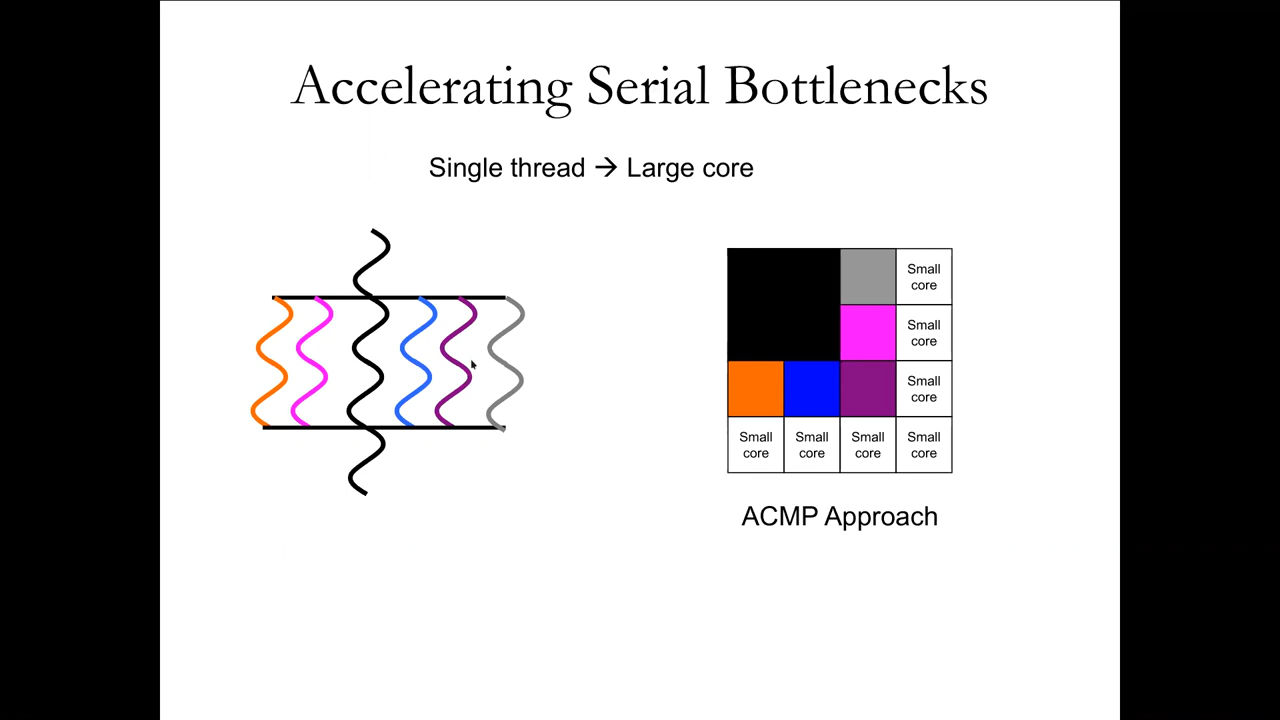 Accelerating Serial Bottlenecks
Single thread → Large core
Small
core
Small
core
Small
core
Small
core
Small
core
Small
core
Small
core
ACMP Approach